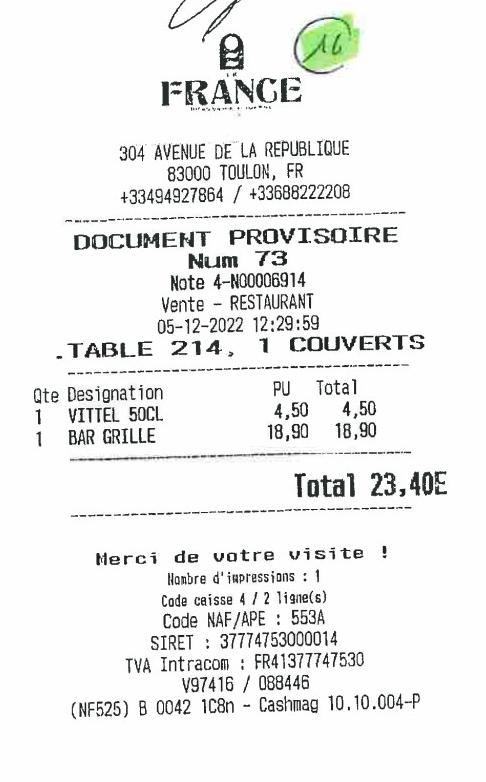 16
LE
FRANCE
304 AVENUE DE LA REPUBLIQUE
83000 TOULON, FR
+33494927864 / +33688222208
DOCUMENT PROVISOIRE
Num 73
Note 4-N00006914
Vente - RESTAURANT
05-12-2022 12:29:59
.TABLE 214, 1 COUVERTS
Qte Designation PU Total
1 VITTEL 50CL 4,50 4,50
1 BAR GRILLE 18,90 18,90
Total 23,40E
Merci de votre visite !
Nombre d'impressions : 1
Code caisse 4 / 2 ligne(s)
Code NAF/APE : 553A
SIRET : 37774753000014
TVA Intracom : FR41377747530
V97416 / 088446
(NF525) B 0042 1C8n - Cashmag 10.10.004-P